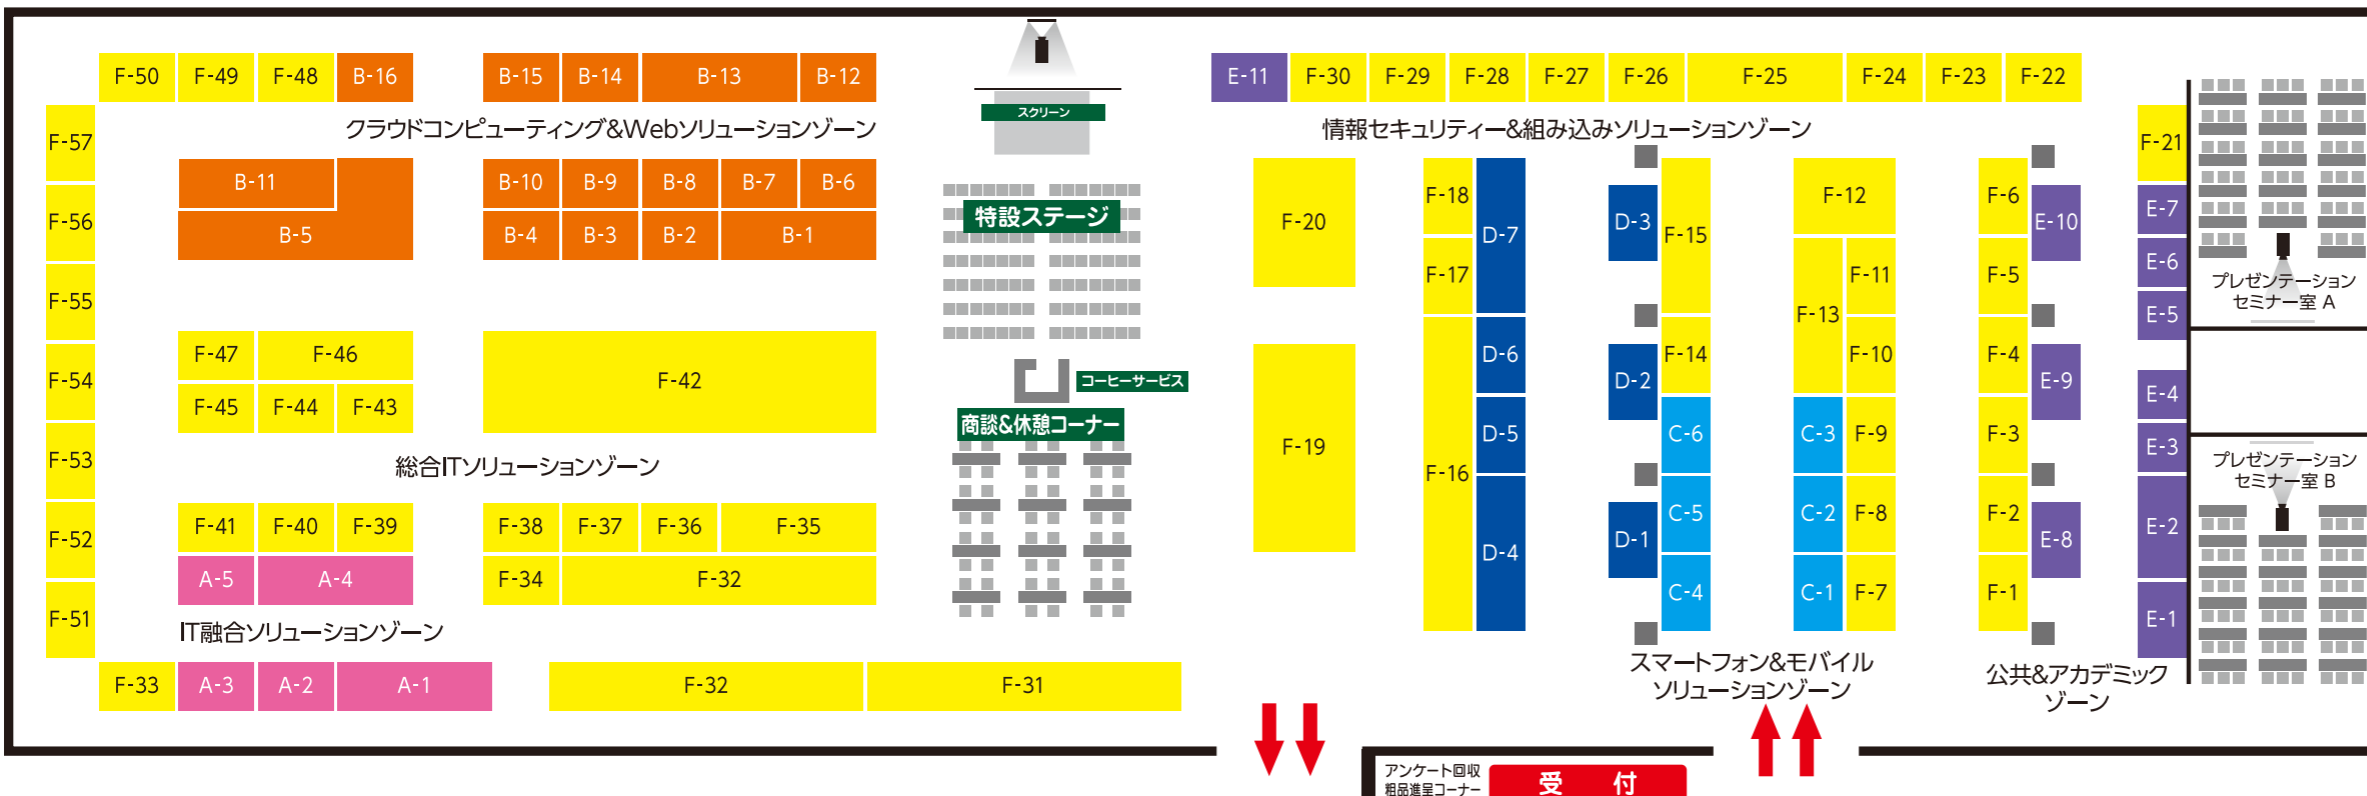 F-50 F-49 F-48 B-16 B-15 B-14 B-13 B-12
スクリーン
E-11 F-30 F-29 F-28 F-27 F-26 F-25 F-24 F-23 F-22
クラウドコンピューティング&Webソリューションゾーン
情報セキュリティー&組み込みソリューションゾーン
F-57
F-56
F-55
F-54
F-53
F-52
F-51
B-11 B-10 B-9 B-8 B-7 B-6
B-5 B-4 B-3 B-2 B-1
特設ステージ
F-47 F-46
F-42
F-45 F-44 F-43
コーヒーサービス
商談&休憩コーナー
総合ITソリューションゾーン
F-41 F-40 F-39 F-38 F-37 F-36 F-35
A-5 A-4 F-34 F-32
IT融合ソリューションゾーン
F-33 A-3 A-2 A-1 F-32 F-31
F-20
F-19
F-18
F-17
F-16
D-7
D-6
D-5
D-4
D-3
D-2
D-1
F-15
F-14
C-6
C-5
C-4
F-12
F-13
F-11
F-10
C-3 F-9
C-2 F-8
C-1 F-7
F-6
F-5
F-4
F-3
F-2
F-1
E-10
E-9
E-8
F-21
E-7
E-6
E-5
E-4
E-3
E-2
E-1
プレゼンテーション
セミナー室 A
プレゼンテーション
セミナー室 B
スマートフォン&モバイル
ソリューションゾーン
公共&アカデミック
ゾーン
アンケート回収
粗品進呈コーナー
受 付